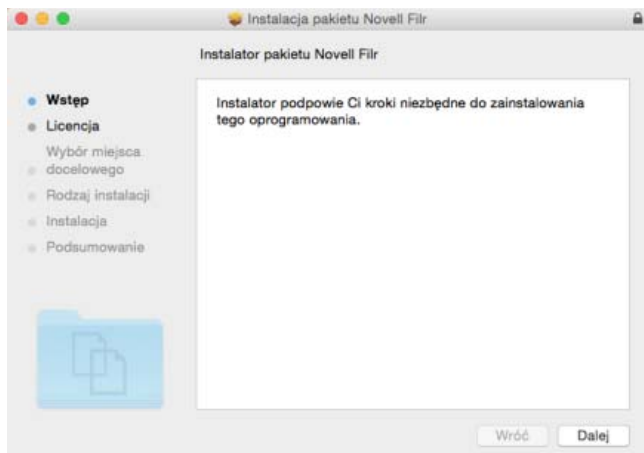 Instalacja pakietu Novell Filr
Instalator pakietu Novell Filr
Wstęp
Licencja
Wybór miejsca
docelowego
Rodzaj instalacji
Instalacja
Podsumowanie
Instalator podpowie Ci kroki niezbędne do zainstalowania
tego oprogramowania.
Wróć
Dalej